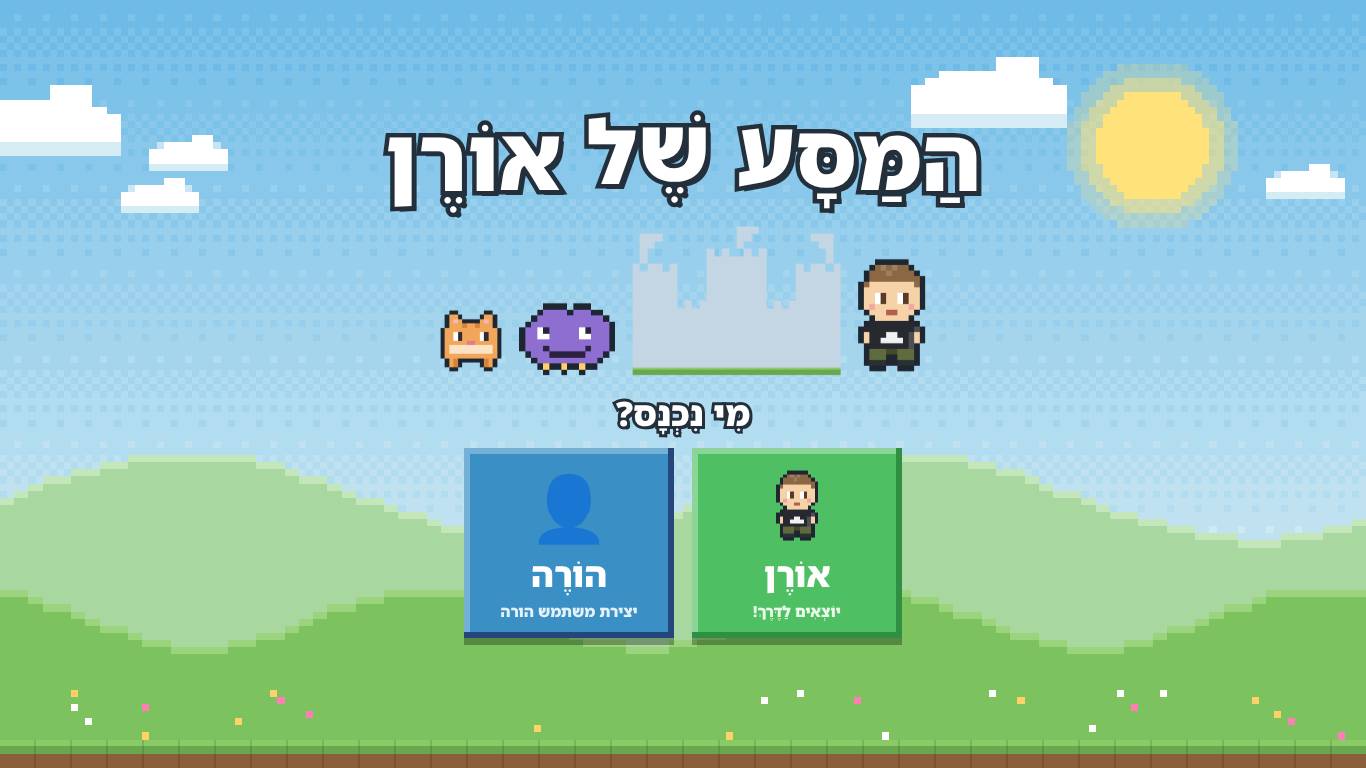 הַמַּסָּע שֶׁל אוֹרֶן
מִי נִכְנָס?
אוֹרֶן
יוֹצְאִים לַדֶּרֶךְ!
הוֹרֶה
יצירת משתמש הורה